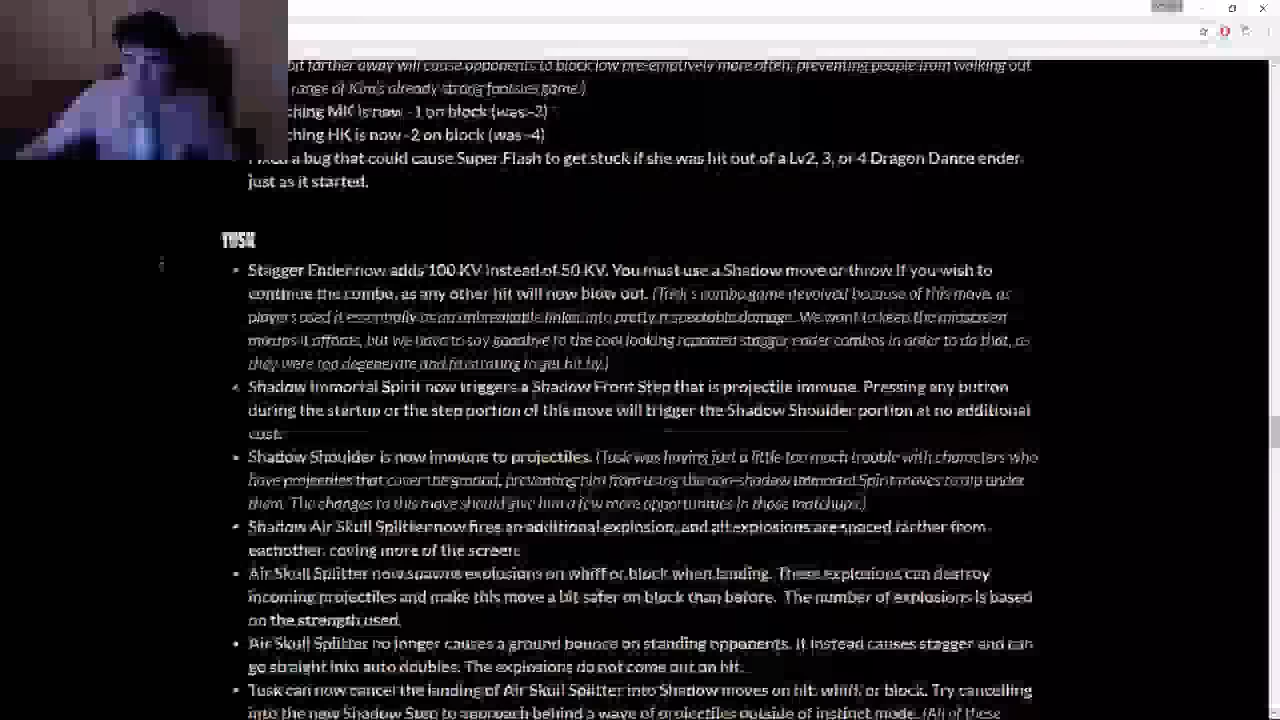 farther away will cause opponents to block low pre-emptively more often, preventing people from walking out
range of Kim's already strong footsies game.)
ching MK is now -1 on block (was -2)
ching HK is now -2 on block (was -4)
a bug that could cause Super Flash to get stuck if she was hit out of a Lv2, 3, or 4 Dragon Dance ender
just as it started.
TUSK
Stagger Ender now adds 100 KV instead of 50 KV. You must use a Shadow move or throw if you wish to
continue the combo, as any other hit will now blow out. (Tusk's combo game devolved because of this move, as
players used it essentially as an unbreakable linker into pretty respectable damage. We want to keep the
it affords, but we have to say goodbye to the cool looking repeated stagger ender combos in order to do that, as
they were too degenerate and frustrating to get hit by.)
Shadow Immortal Spirit now triggers a Shadow Front Step that is projectile immune. Pressing any button
during the startup or the step portion of this move will trigger the Shadow Shoulder portion at no additional
cost.
Shadow Shoulder is now immune to projectiles. (Tusk was having just a little too much trouble with characters who
have projectiles that cover the ground, preventing him from using the non-shadow Immortal Spirit moves to slip under
them. The changes to this move should give him a few more opportunities in those matchups.)
Shadow Air Skull Splitter now fires an additional explosion, and all explosions are spaced farther from
eachother, coving more of the screen.
Air Skull Splitter now spawns explosions on whiff or block when landing. These explosions can destroy
incoming projectiles and make this move a bit safer on block than before. The number of explosions is based
on the strength used.
Air Skull Splitter no longer causes a ground bounce on standing opponents. It instead causes stagger and can
go straight into auto doubles. The explosions do not come out on hit.
Tusk can now cancel the landing of Air Skull Splitter into Shadow moves on hit, whiff, or block. Try cancelling
into the new Shadow Step to approach behind a wave of projectiles outside of instinct mode. (All of these